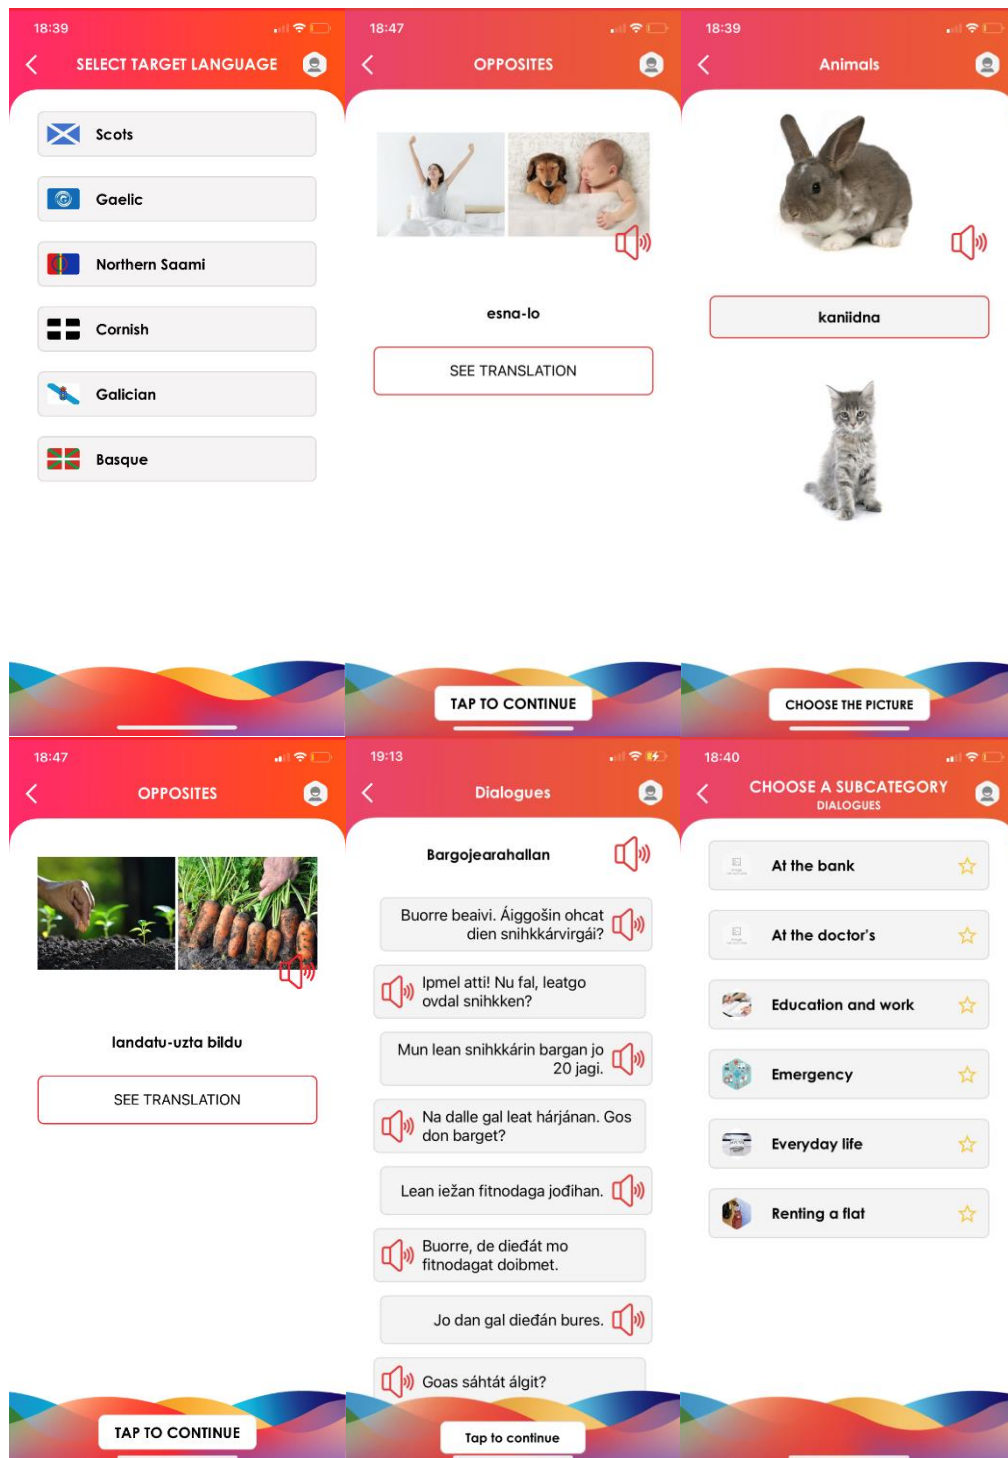 18:39
SELECT TARGET LANGUAGE
Scots
Gaelic
Northern Saami
Cornish
Galician
Basque
18:47
OPPOSITES
esna-lo
SEE TRANSLATION
TAP TO CONTINUE
18:39
Animals
kaniidna
CHOOSE THE PICTURE
18:47
OPPOSITES
landatu-uzta bildu
SEE TRANSLATION
TAP TO CONTINUE
19:13
Dialogues
Bargojearahallan
Buorre beaivi. Áiggošin ohcat
dien snihkkárvirgái?
Ipmel atti! Nu fal, leatgo
ovdal snihkken?
Mun lean snihkkárin bargan jo
20 jagi.
Na dalle gal leat hárjánan. Gos
don barget?
Lean iežan fitnodaga jođihan.
Buorre, de dieđát mo
fitnodagat doibmet.
Jo dan gal dieđán bures.
Goas sáhtát álgit?
Tap to continue
18:40
CHOOSE A SUBCATEGORY
DIALOGUES
At the bank
At the doctor's
Education and work
Emergency
Everyday life
Renting a flat